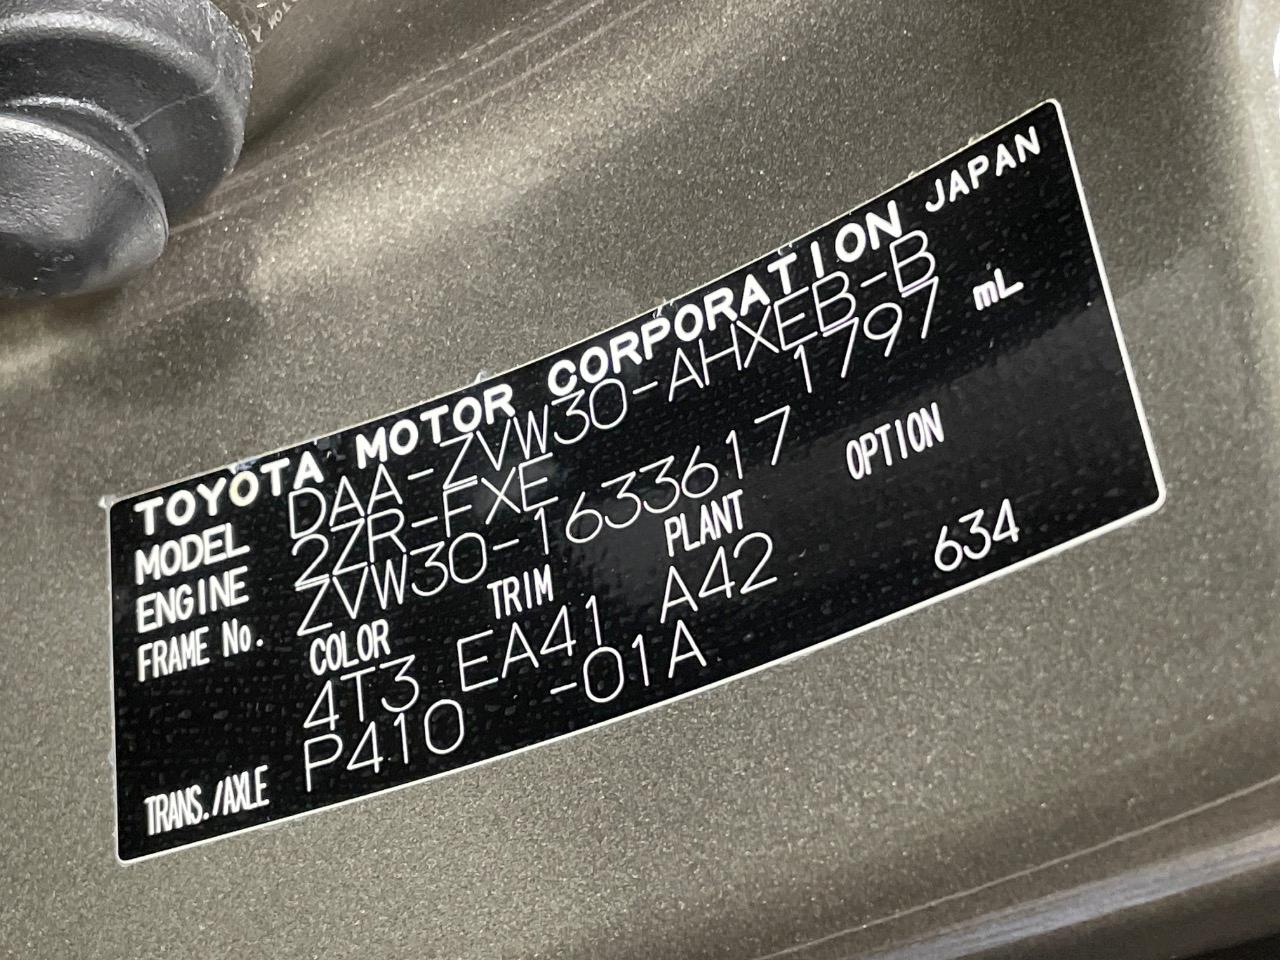 TOYOTA MOTOR CORPORATION JAPAN
MODEL DAA-ZVW30-AHXEB-B
ENGINE 2ZR-FXE 1797 mL
FRAME No. ZVW30-1633617
COLOR TRIM PLANT OPTION
4T3 EA41 A42 634
TRANS./AXLE P410 -01A